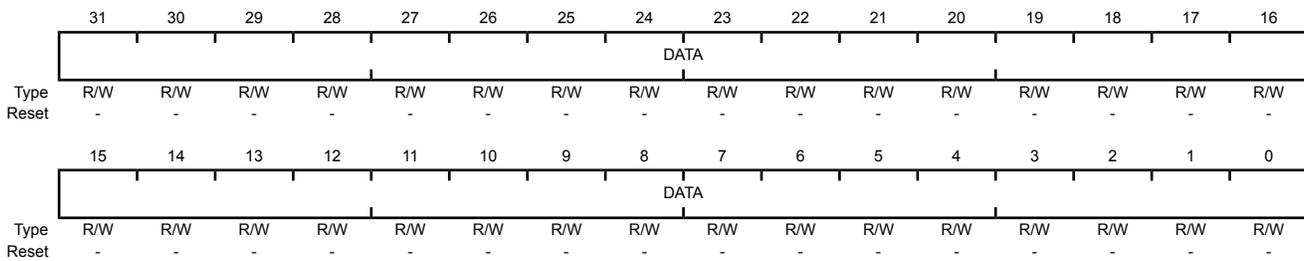 31 30 29 28 27 26 25 24 23 22 21 20 19 18 17 16
DATA
Type R/W R/W R/W R/W R/W R/W R/W R/W R/W R/W R/W R/W R/W R/W R/W R/W
Reset - - - - - - - - - - - - - - - -
15 14 13 12 11 10 9 8 7 6 5 4 3 2 1 0
DATA
Type R/W R/W R/W R/W R/W R/W R/W R/W R/W R/W R/W R/W R/W R/W R/W R/W
Reset - - - - - - - - - - - - - - - -